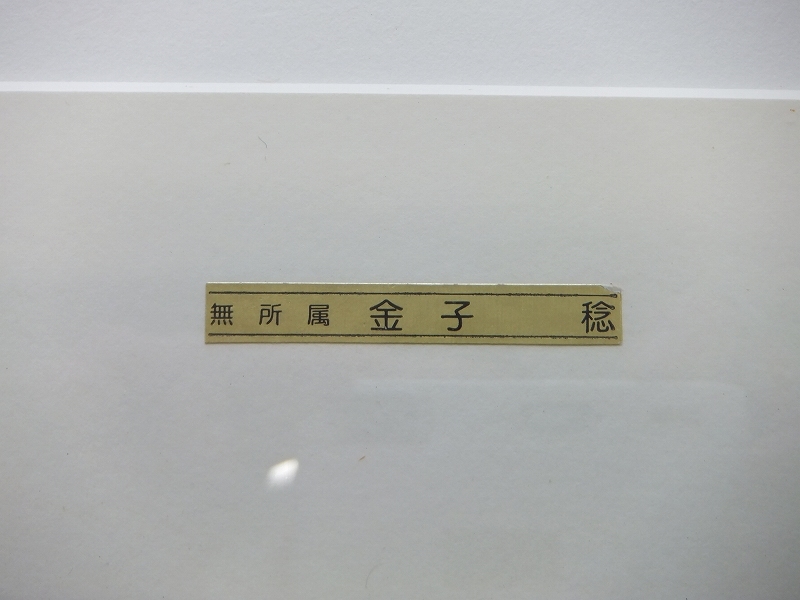 無所属 金子 稔